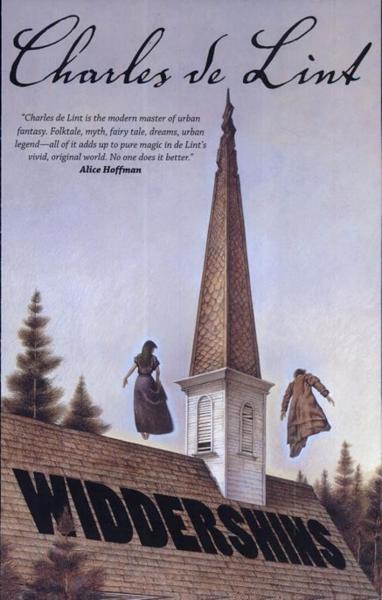 Charles de Lint
"Charles de Lint is the modern master of urban
fantasy. Folktale, myth, fairy tale, dreams, urban
legend—all of it adds up to pure magic in de Lint's
vivid, original world. No one does it better."
Alice Hoffman
WIDDERSHINS